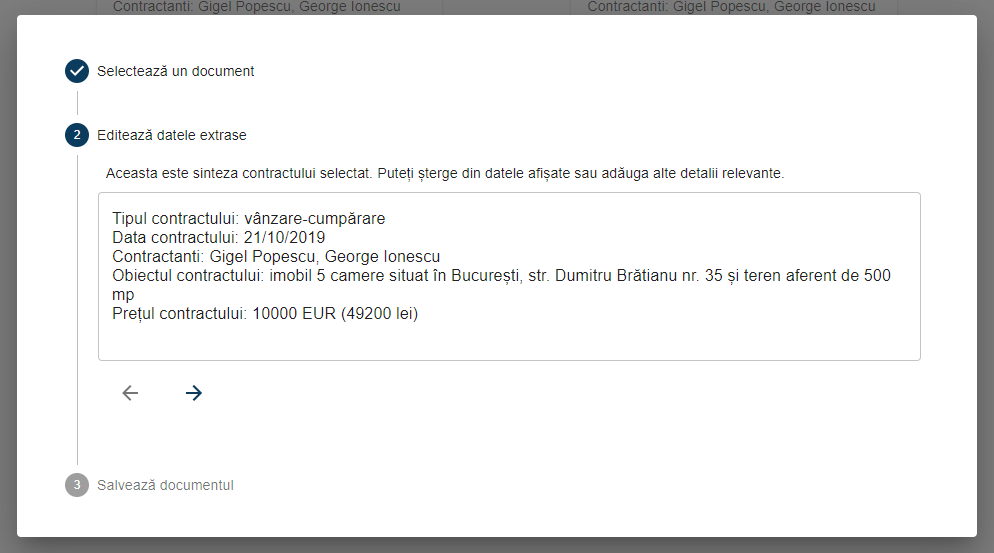 Contractanti: Gigel Popescu, George Ionescu
Contractanti: Gigel Popescu, George Ionescu
Selectează un document
2 Editează datele extrase
Aceasta este sinteza contractului selectat. Puteți șterge din datele afișate sau adăuga alte detalii relevante.
Tipul contractului: vânzare-cumpărare
Data contractului: 21/10/2019
Contractanti: Gigel Popescu, George Ionescu
Obiectul contractului: imobil 5 camere situat în București, str. Dumitru Brătianu nr. 35 și teren aferent de 500
mp
Prețul contractului: 10000 EUR (49200 lei)
3 Salvează documentul